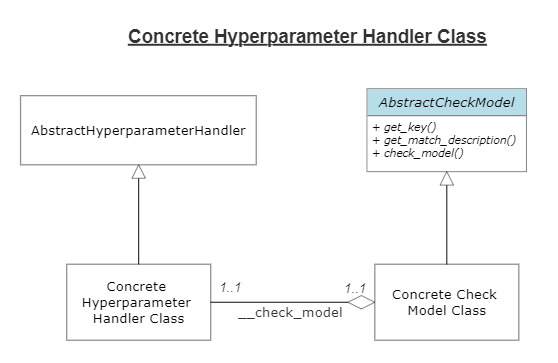 Concrete Hyperparameter Handler Class
AbstractHyperparameterHandler
AbstractCheckModel
+ get_key()
+ get_match_description()
+ check_model()
Concrete
Hyperparameter
Handler Class
1..1
1..1
__check_model
Concrete Check
Model Class